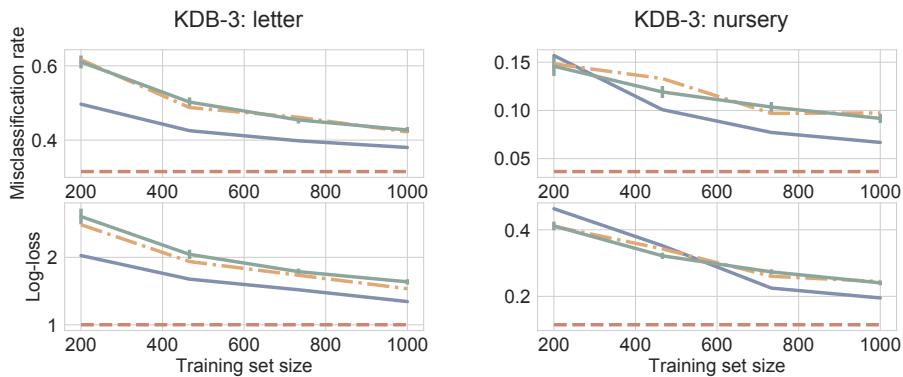 KDB-3: letter
KDB-3: nursery
Misclassification rate
0.6
0.4
200 400 600 800 1000
0.15
0.10
0.05
200 400 600 800 1000
Log-loss
2
1
200 400 600 800 1000
Training set size
0.4
0.2
200 400 600 800 1000
Training set size